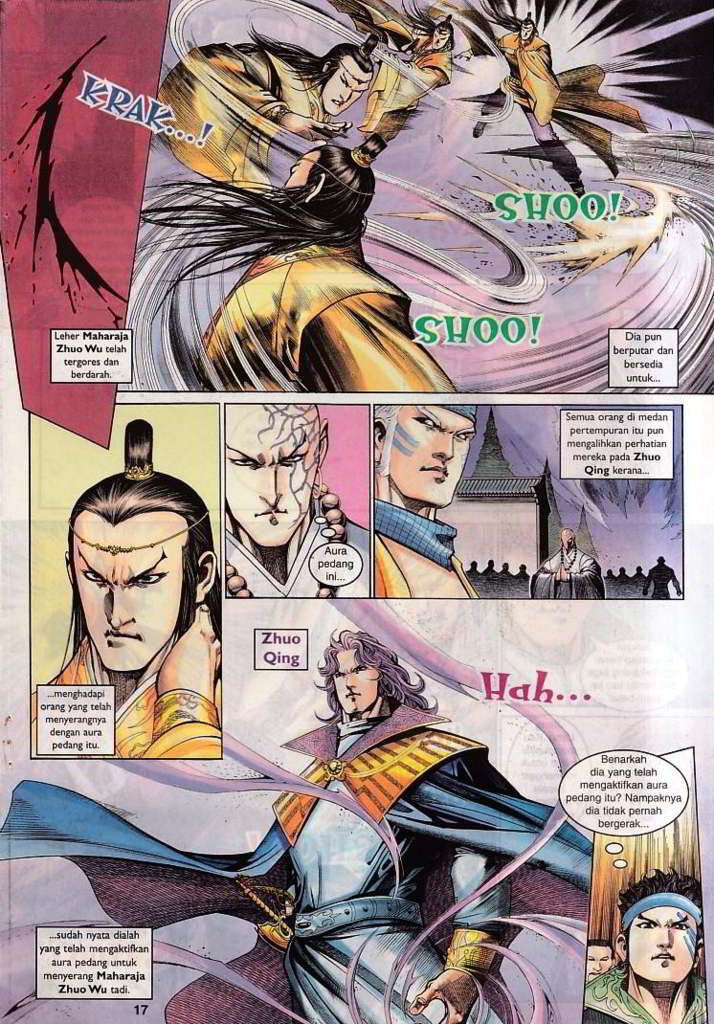 KRAK...!
SHOO!
SHOO!
Leher Maharaja
Zhuo Wu telah
tergores dan
berdarah.
Dia pun
berputar dan
bersedia
untuk...
...menghadapi
orang yang telah
menyerangnya
dengan aura
pedang itu.
Aura
pedang
ini...
Semua orang di medan
pertempuran itu pun
mengalihkan perhatian
mereka pada Zhuo
Qing kerana...
Zhuo
Qing
Hah...
Benarkah
dia yang telah
mengaktifkan aura
pedang itu? Nampaknya
dia tidak pernah
bergerak...
...sudah nyata dialah
yang telah mengaktifkan
aura pedang untuk
menyerang Maharaja
Zhuo Wu tadi.
17